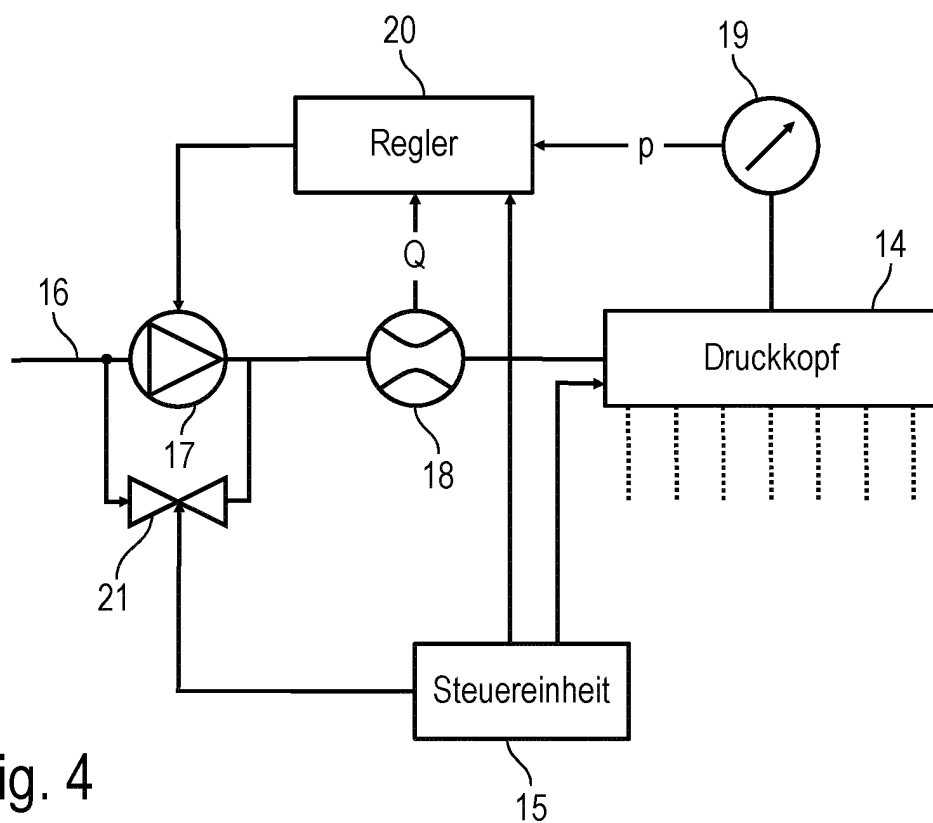 20
19
Regler
p
Q
14
16
Druckkopf
17
18
21
Steuereinheit
15
ig. 4